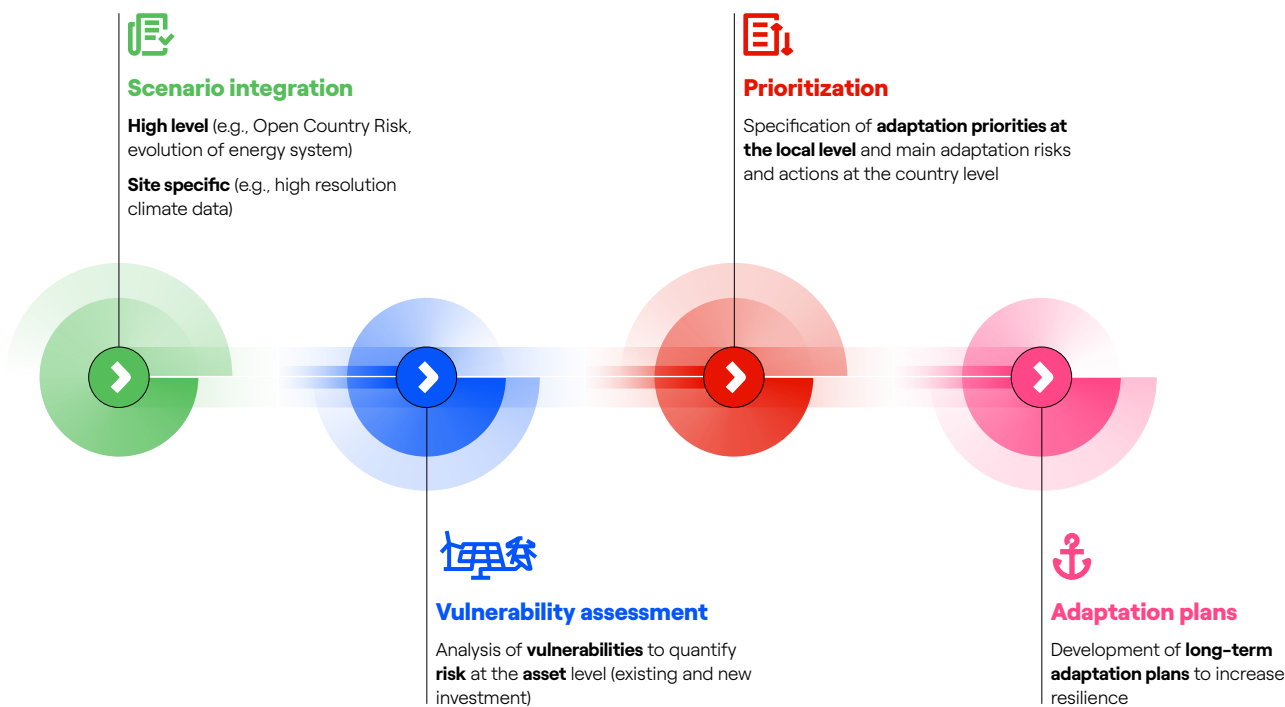 Scenario integration
High level (e.g., Open Country Risk,
evolution of energy system)
Site specific (e.g., high resolution
climate data)
Prioritization
Specification of adaptation priorities at
the local level and main adaptation risks
and actions at the country level
Vulnerability assessment
Analysis of vulnerabilities to quantify
risk at the asset level (existing and new
investment)
Adaptation plans
Development of long-term
adaptation plans to increase
resilience